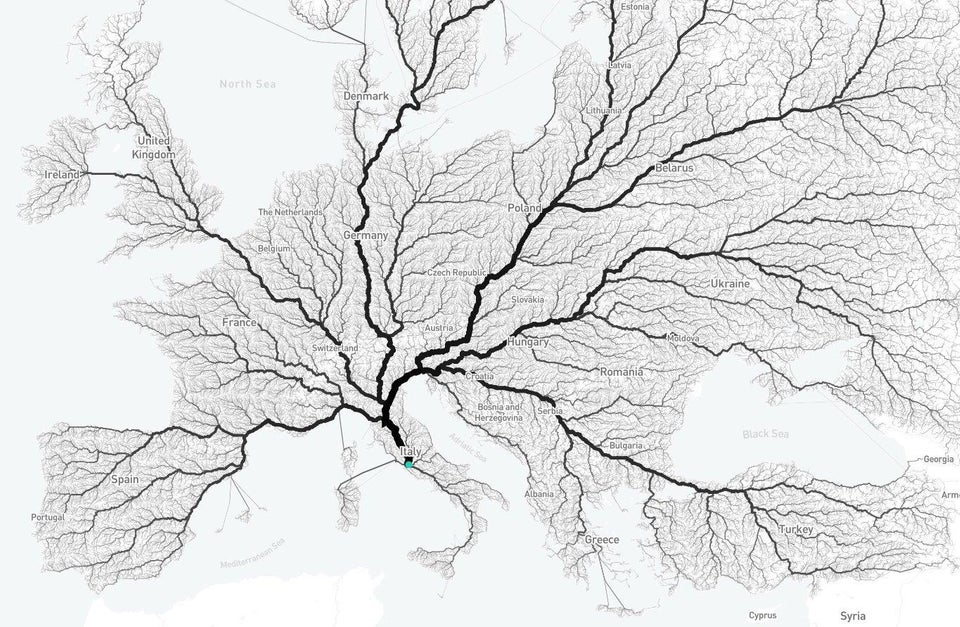 Estonia
Latvia
North Sea
Denmark
Lithuania
United
Kingdom
Belarus
Ireland
Poland
The Netherlands
Germany
Belgium
Czech Republic
Ukraine
Slovakia
France
Austria
Switzerland
Hungary
Moldova
Romania
Croatia
Bosnia and
Herzegovina
Serbia
Black Sea
Adriatic Sea
Bulgaria
Italy
Georgia
Spain
Albania
Arm
Portugal
Turkey
Greece
Mediterranean Sea
Cyprus
Syria